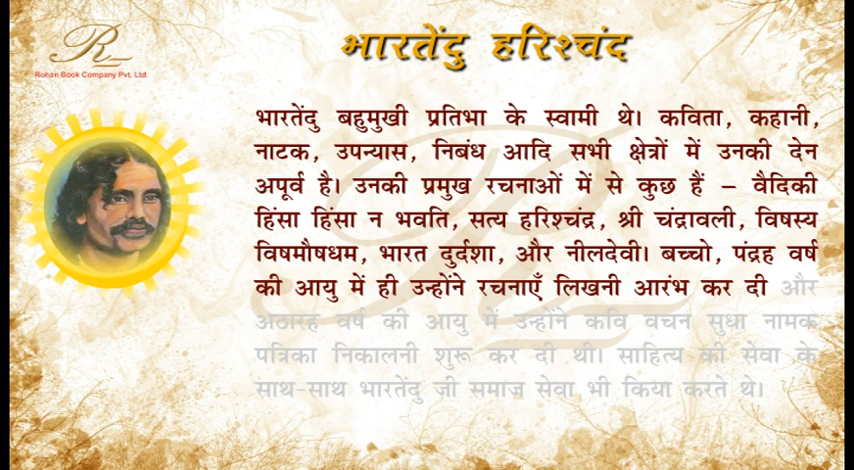 R
Rohan Book Company Pvt. Ltd.
भारतेंदु हरिश्चंद
भारतेंदु बहुमुखी प्रतिभा के स्वामी थे। कविता, कहानी,
नाटक, उपन्यास, निबंध आदि सभी क्षेत्रों में उनकी देन
अपूर्व है। उनकी प्रमुख रचनाओं में से कुछ हैं – वैदिकी
हिंसा हिंसा न भवति, सत्य हरिश्चंद्र, श्री चंद्रावली, विषस्य
विषमौषधम, भारत दुर्दशा, और नीलदेवी। बच्चो, पंद्रह वर्ष
की आयु में ही उन्होंने रचनाएँ लिखनी आरंभ कर दी और
अठारह वर्ष की आयु में उन्होंने कवि वचन सुधा नामक
पत्रिका निकालनी शुरू कर दी थी। साहित्य की सेवा के
साथ-साथ भारतेंदु जी समाज सेवा भी किया करते थे।